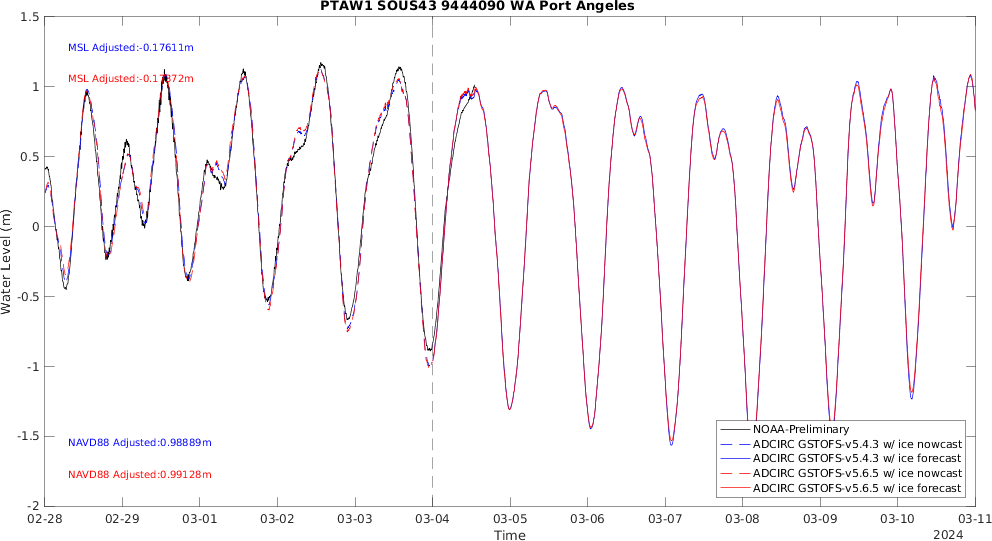 PTAW1 SOUS43 9444090 WA Port Angeles
MSL Adjusted:-0.17611m
MSL Adjusted:-0.17372m
NAVD88 Adjusted:0.98889m
NAVD88 Adjusted:0.99128m
Water Level (m)
1.5
1
0.5
0
-0.5
-1
-1.5
-2
NOAA-Preliminary
ADCIRC GSTOFS-v5.4.3 w/ ice nowcast
ADCIRC GSTOFS-v5.4.3 w/ ice forecast
ADCIRC GSTOFS-v5.6.5 w/ ice nowcast
ADCIRC GSTOFS-v5.6.5 w/ ice forecast
02-28 02-29 03-01 03-02 03-03 03-04 03-05 03-06 03-07 03-08 03-09 03-10 03-11
Time
2024